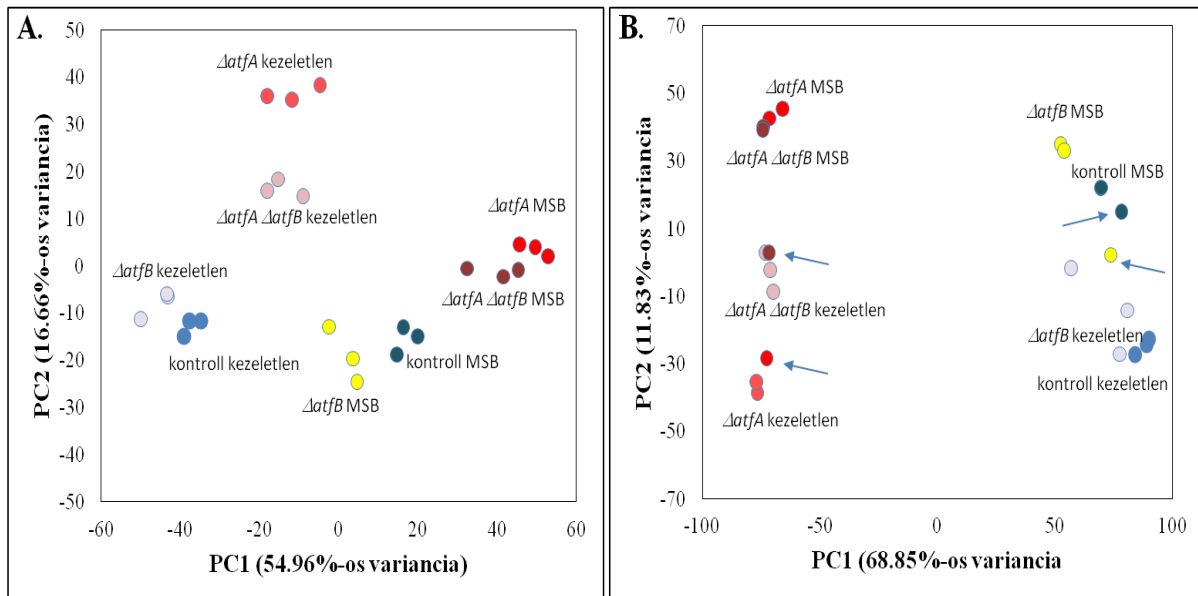 A.
50
40
30
20
10
0
-10
-20
-30
-40
-50
PC2 (16.66%-os variancia)
ΔatfA kezeletlen
ΔatfA ΔatfB kezeletlen
ΔatfA MSB
ΔatfB kezeletlen
ΔatfA ΔatfB MSB
kontroll kezeletlen
kontroll MSB
ΔatfB MSB
-60
-40
-20
0
20
40
60
PC1 (54.96%-os variancia)
B.
70
50
30
10
-10
-30
-50
-70
PC2 (11.83%-os variancia)
ΔatfA MSB
ΔatfB MSB
ΔatfA ΔatfB MSB
kontroll MSB
ΔatfA ΔatfB kezeletlen
ΔatfB kezeletlen
kontroll kezeletlen
ΔatfA kezeletlen
-100
-50
0
50
100
PC1 (68.85%-os variancia